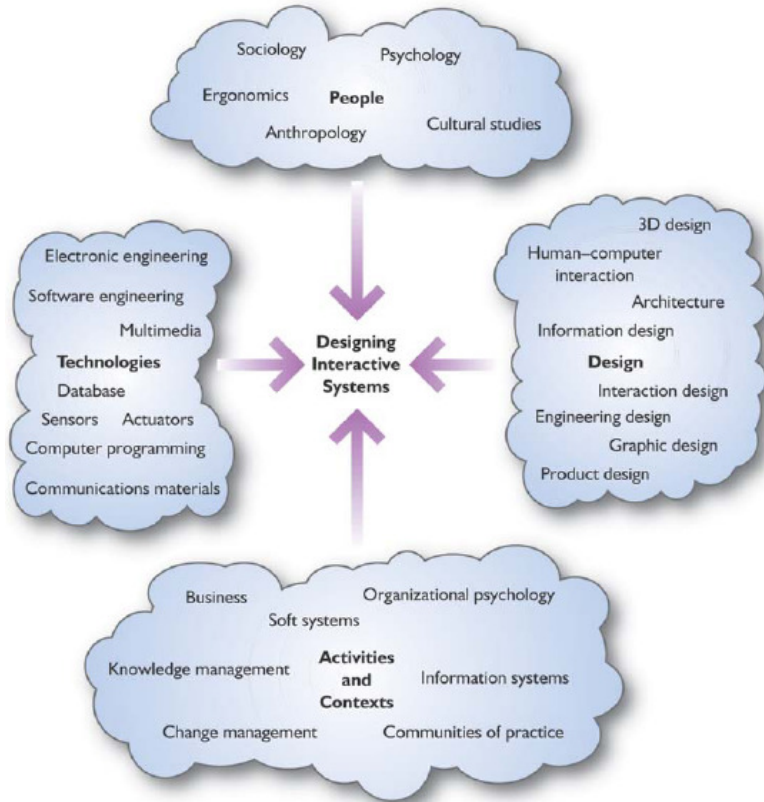 Sociology
Psychology
Ergonomics
People
Anthropology
Cultural studies
Electronic engineering
Software engineering
Multimedia
Technologies
Database
Sensors Actuators
Computer programming
Communications materials
Designing
Interactive
Systems
3D design
Human–computer
interaction
Architecture
Information design
Design
Interaction design
Engineering design
Graphic design
Product design
Business
Organizational psychology
Soft systems
Knowledge management
Activities
and
Contexts
Information systems
Change management
Communities of practice